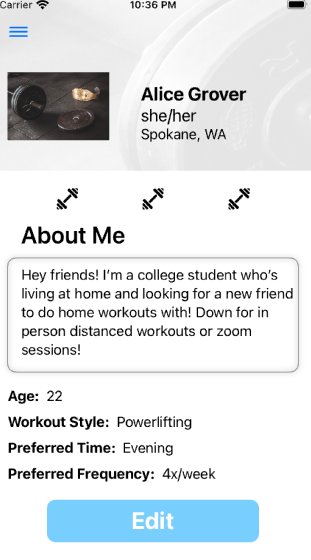 Carrier 10:36 PM
Alice Grover
she/her
Spokane, WA
About Me
Hey friends! I'm a college student who's
living at home and looking for a new friend
to do home workouts with! Down for in
person distanced workouts or zoom
sessions!
Age: 22
Workout Style: Powerlifting
Preferred Time: Evening
Preferred Frequency: 4x/week
Edit